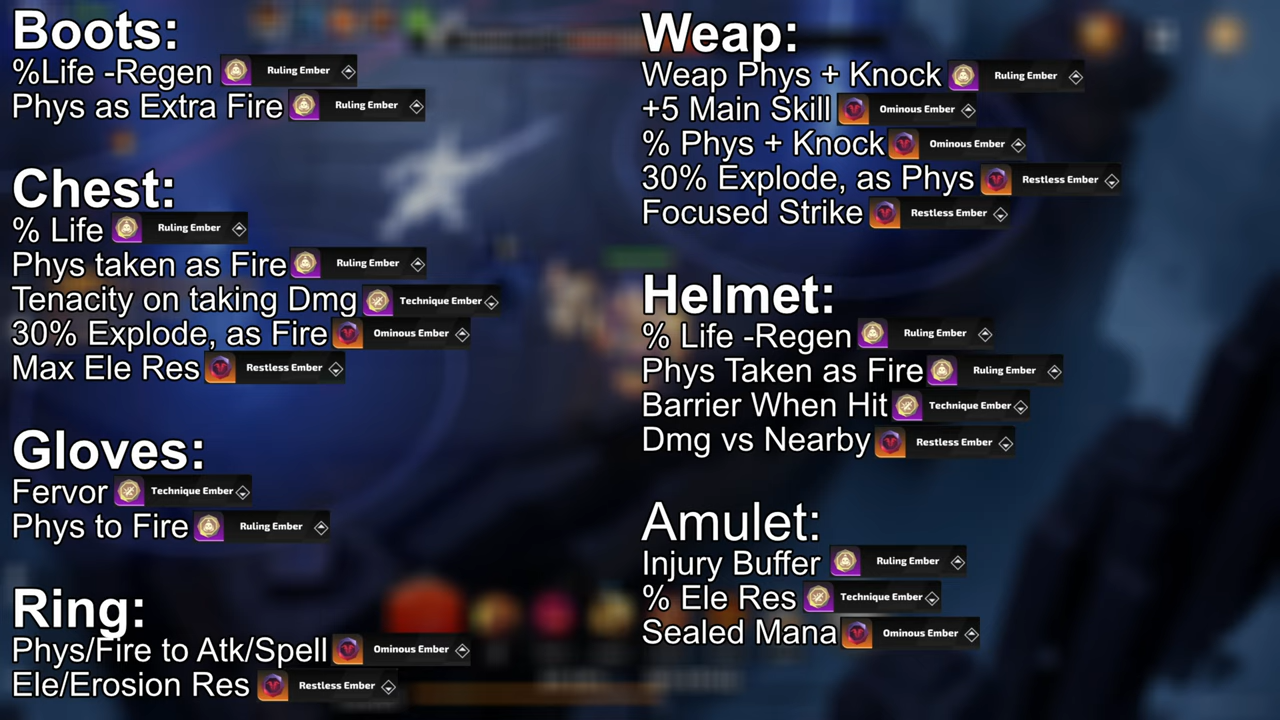 Boots:
%Life -Regen Ruling Ember
Phys as Extra Fire Ruling Ember
Chest:
% Life Ruling Ember
Phys taken as Fire Ruling Ember
Tenacity on taking Dmg Technique Ember
30% Explode, as Fire Ominous Ember
Max Ele Res Restless Ember
Gloves:
Fervor Technique Ember
Phys to Fire Ruling Ember
Ring:
Phys/Fire to Atk/Spell Ominous Ember
Ele/Erosion Res Restless Ember
Weap:
Weap Phys + Knock Ruling Ember
+5 Main Skill Ominous Ember
% Phys + Knock Ominous Ember
30% Explode, as Phys Restless Ember
Focused Strike Restless Ember
Helmet:
% Life -Regen Ruling Ember
Phys Taken as Fire Ruling Ember
Barrier When Hit Technique Ember
Dmg vs Nearby Restless Ember
Amulet:
Injury Buffer Ruling Ember
% Ele Res Technique Ember
Sealed Mana Ominous Ember